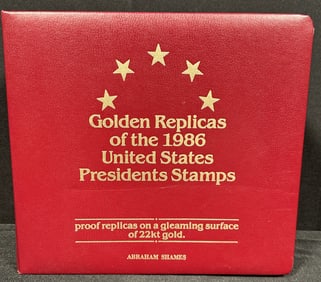 Golden Replicas
of the 1986
United States
Presidents Stamps
proof replicas on a gleaming surface
of 22kt gold.
ABRAHAM SHAMES